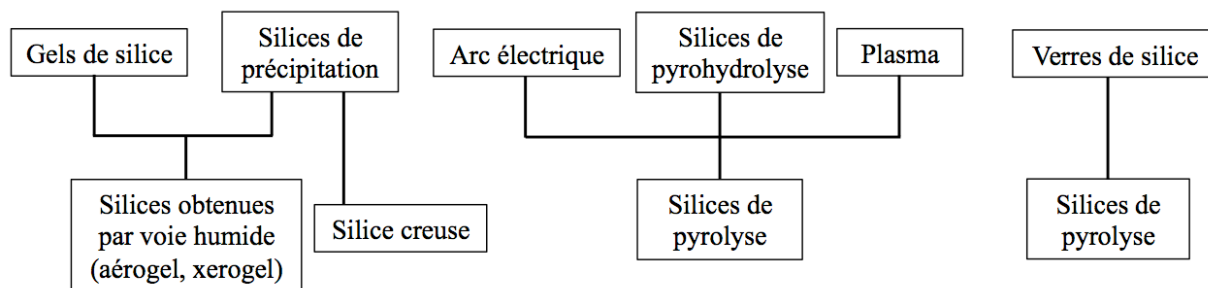 Gels de silice
Silices de
précipitation
Arc électrique
Silices de
pyrohydrolyse
Plasma
Verres de silice
Silices obtenues
par voie humide
(aérogel, xerogel)
Silice creuse
Silices de
pyrolyse
Silices de
pyrolyse